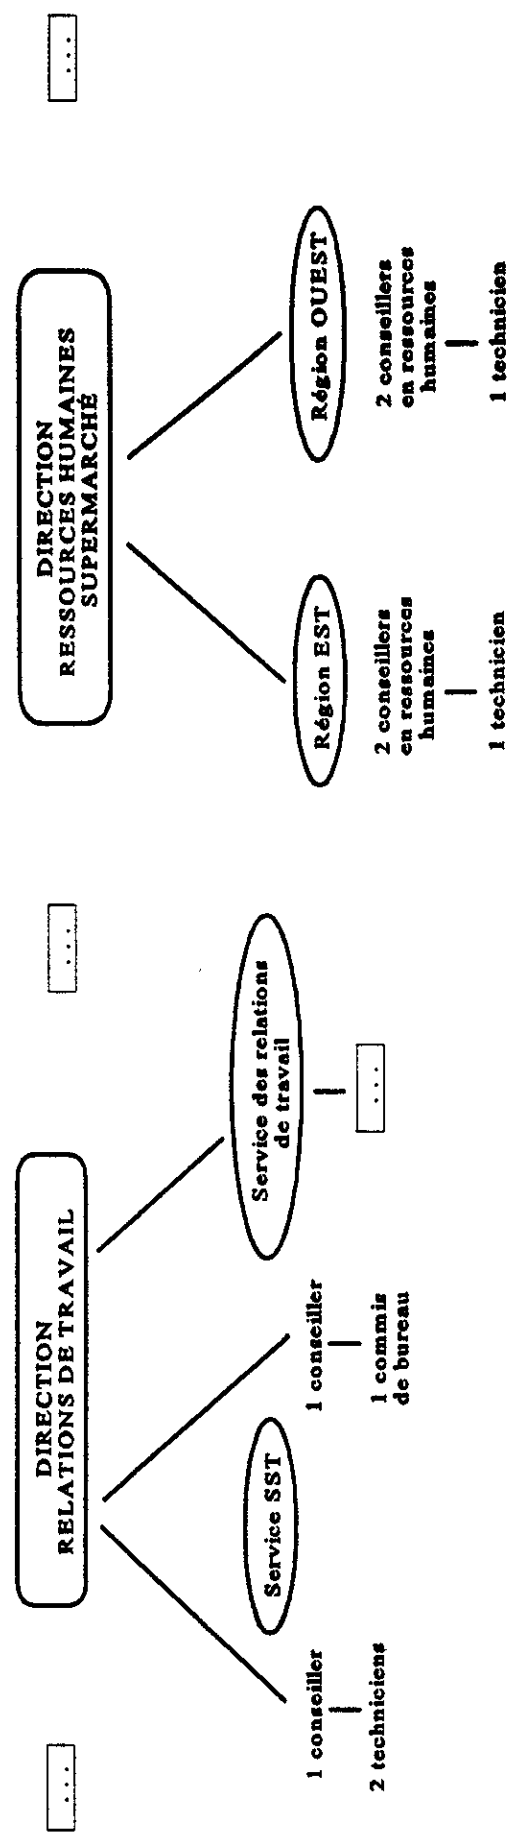 ...
DIRECTION
RELATIONS DE TRAVAIL
...
DIRECTION
RESSOURCES HUMAINES
SUPERMARCHÉ
...
1 conseiller
2 techniciens
Service SST
1 conseiller
1 commis
de bureau
Service des relations
de travail
...
Région EST
2 conseillers
en ressources
humaines
1 technicien
Région OUEST
2 conseillers
en ressources
humaines
1 technicien